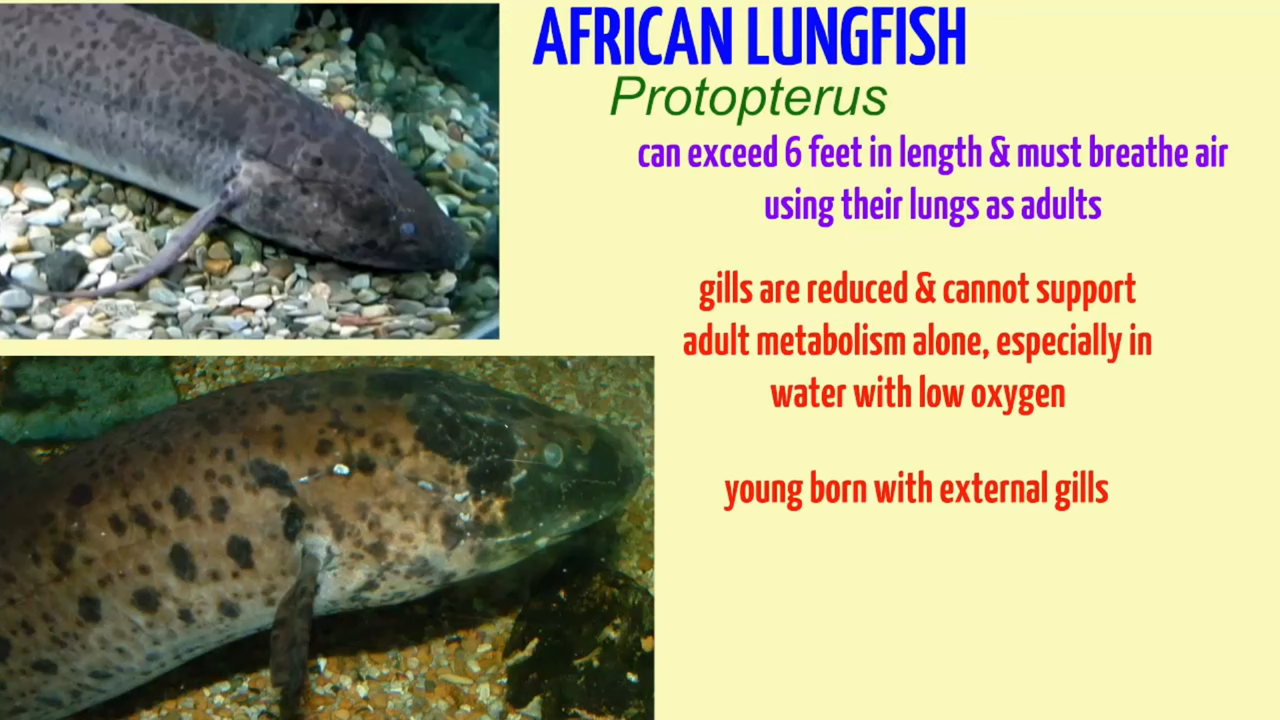 AFRICAN LUNGFISH
Protopterus
can exceed 6 feet in length & must breathe air
using their lungs as adults
gills are reduced & cannot support
adult metabolism alone, especially in
water with low oxygen
young born with external gills